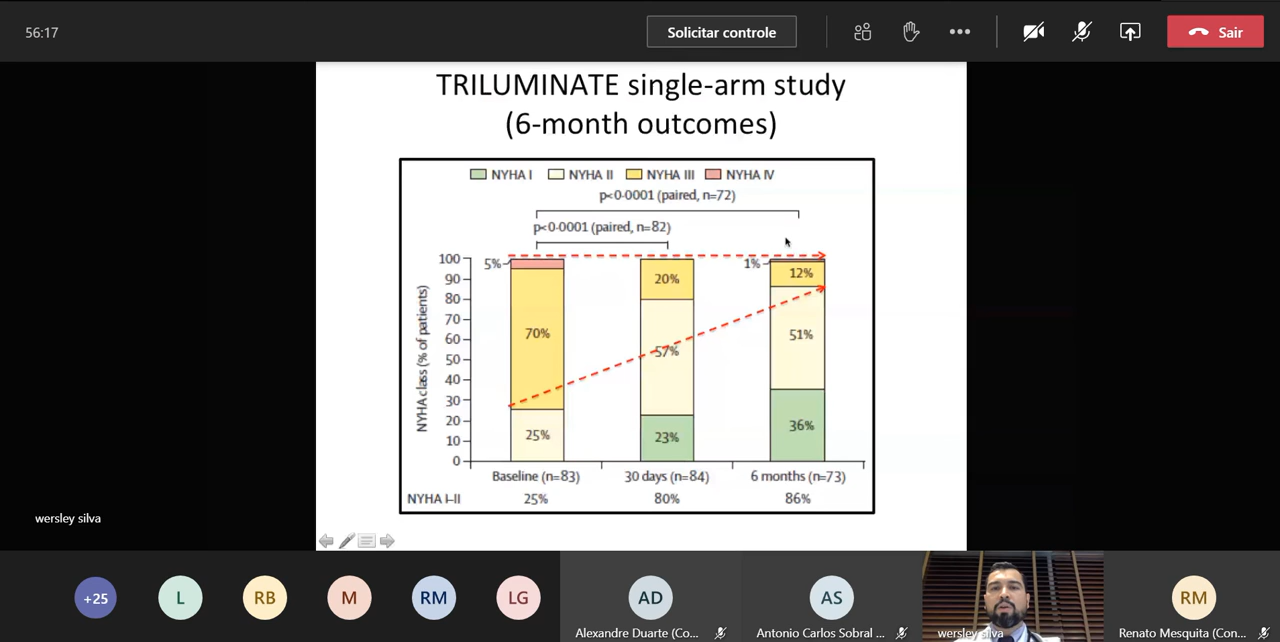 56:17
Solicitar controle
Sair
TRILUMINATE single-arm study
(6-month outcomes)
NYHA I NYHA II NYHA III NYHA IV
p<0·0001 (paired, n=72)
p<0·0001 (paired, n=82)
NYHA class (% of patients)
100
90
80
70
60
50
40
30
20
10
0
5%
70%
25%
20%
57%
23%
1%
12%
51%
36%
Baseline (n=83) 30 days (n=84) 6 months (n=73)
NYHA I–II 25% 80% 86%
wersley silva
+25 L RB M RM LG AD AS RM
Alexandre Duarte (Co... Antonio Carlos Sobral ... wersley silva Renato Mesquita (Con...